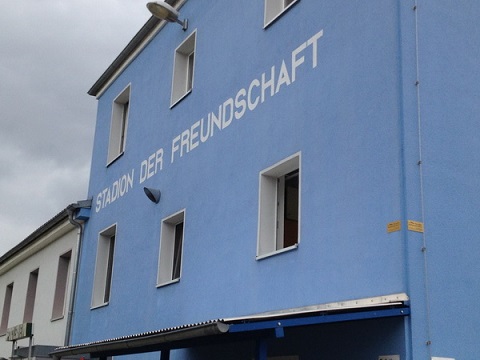 STADION DER FREUNDSCHAFT